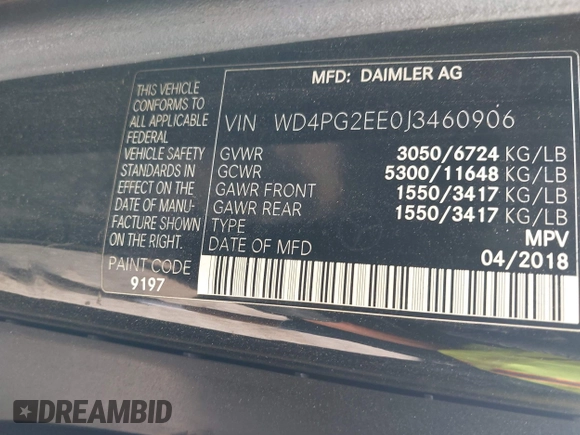 MFD: DAIMLER AG
THIS VEHICLE
CONFORMS TO
ALL APPLICABLE
FEDERAL
VEHICLE SAFETY
STANDARDS IN
EFFECT ON THE
DATE OF MANU-
FACTURE SHOWN
ON THE RIGHT.
PAINT CODE
9197
VIN WD4PG2EE0J3460906
GVWR 3050/6724 KG/LB
GCWR 5300/11648 KG/LB
GAWR FRONT 1550/3417 KG/LB
GAWR REAR 1550/3417 KG/LB
TYPE MPV
DATE OF MFD 04/2018
DREAMBID